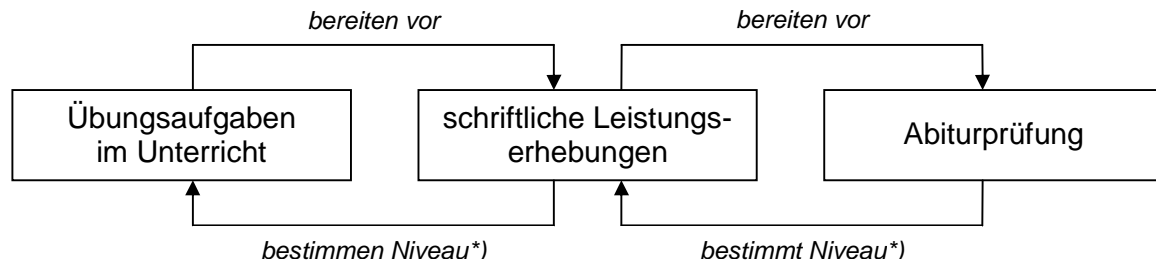 bereiten vor
bereiten vor
Übungsaufgaben
im Unterricht
schriftliche Leistungs-
erhebungen
Abiturprüfung
bestimmen Niveau*)
bestimmt Niveau*)